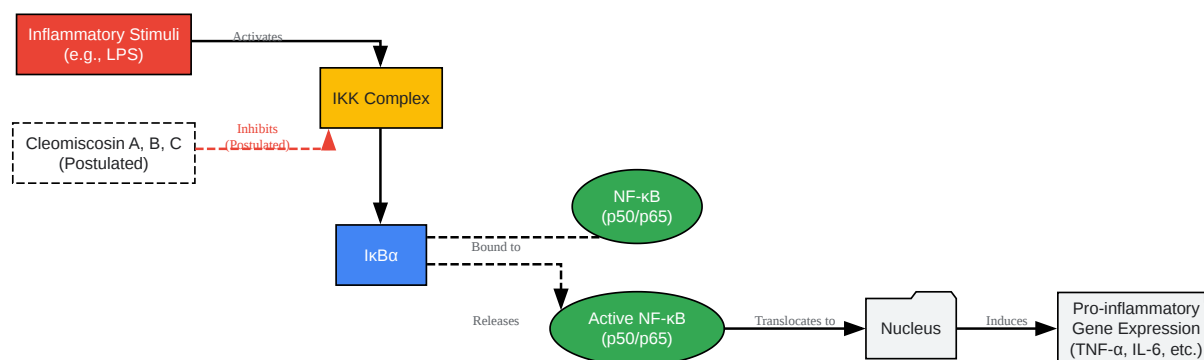 Inflammatory Stimuli
(e.g., LPS)
Activates
IKK Complex
Cleomiscosin A, B, C
(Postulated)
Inhibits
(Postulated)
NF-κB
(p50/p65)
IκBα
Bound to
Releases
Active NF-κB
(p50/p65)
Translocates to
Nucleus
Induces
Pro-inflammatory
Gene Expression
(TNF-α, IL-6, etc.)